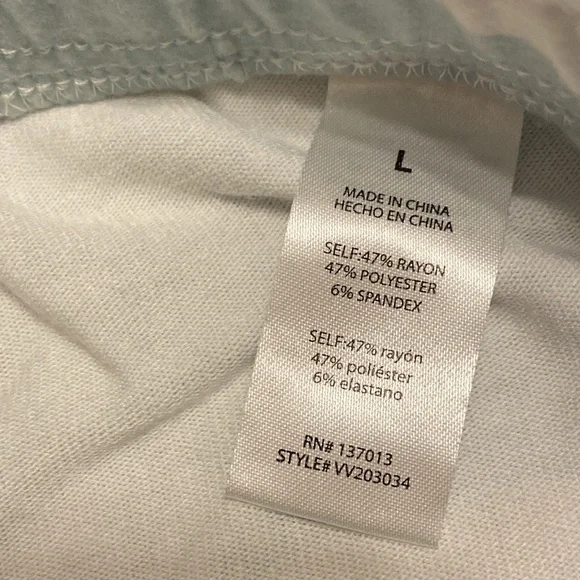 L
MADE IN CHINA
HECHO EN CHINA
SELF:47% RAYON
47% POLYESTER
6% SPANDEX
SELF:47% rayón
47% poliéster
6% elastano
RN# 137013
STYLE# VV203034